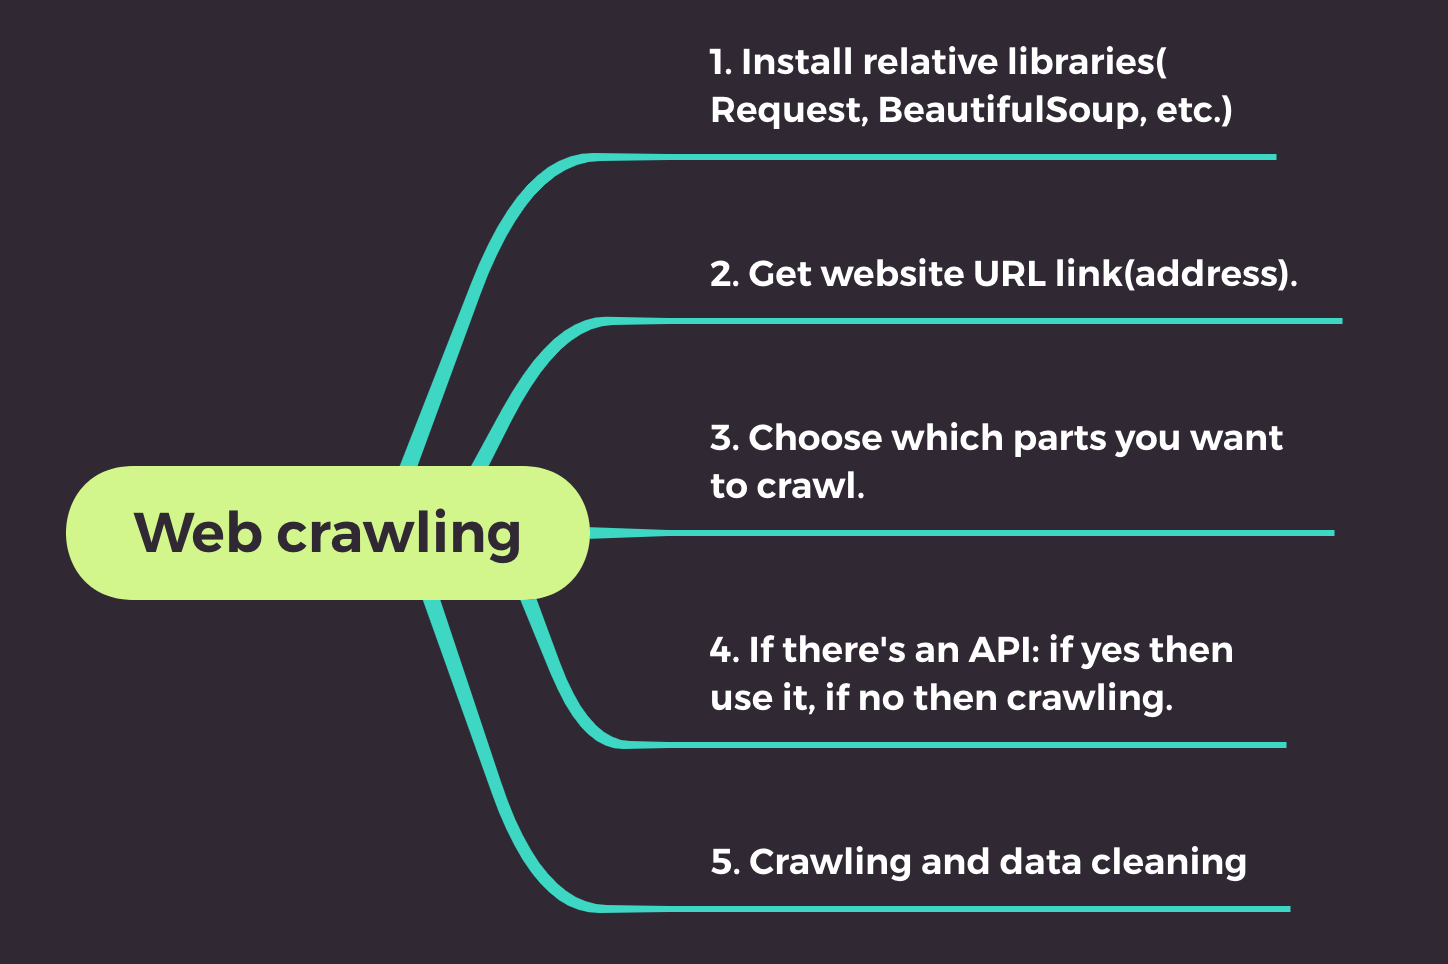 1. Install relative libraries(
Request, BeautifulSoup, etc.)
2. Get website URL link(address).
3. Choose which parts you want
to crawl.
Web crawling
4. If there's an API: if yes then
use it, if no then crawling.
5. Crawling and data cleaning